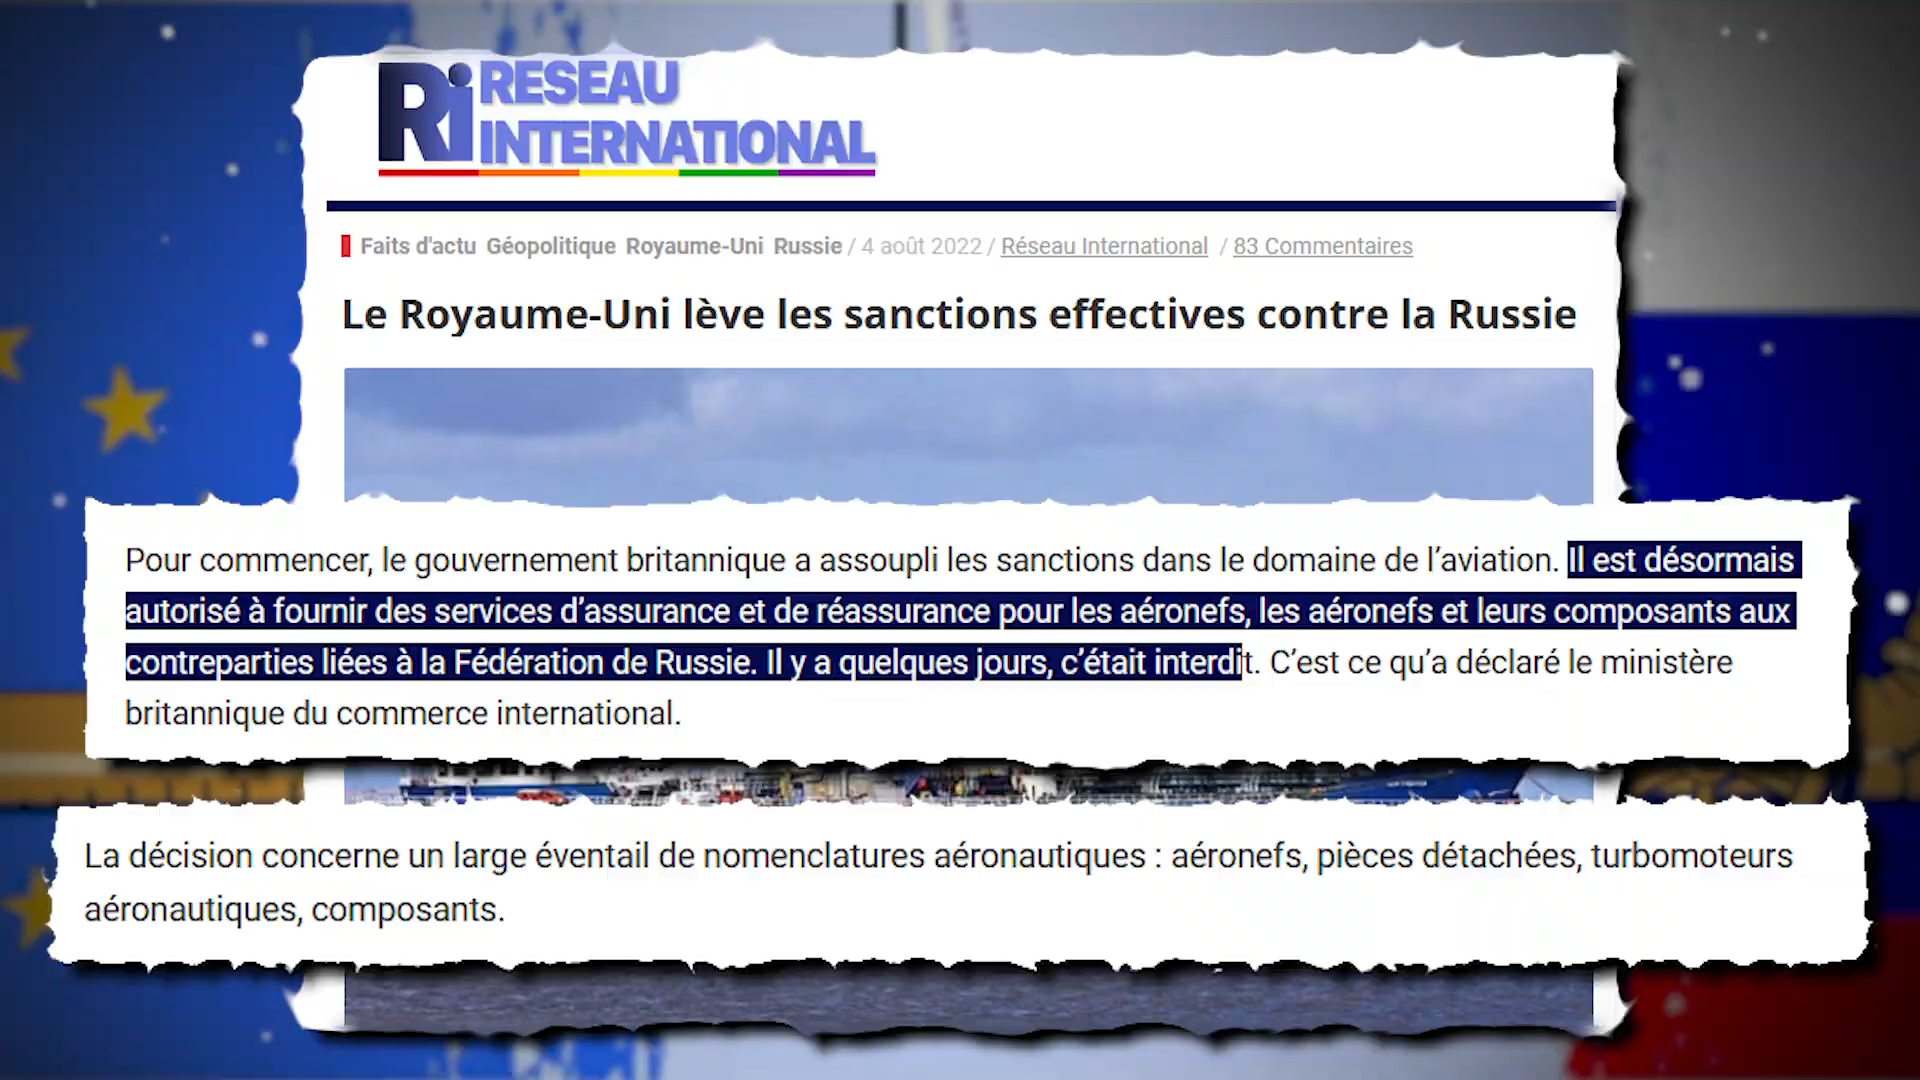 Ri RESEAU
INTERNATIONAL
Faits d'actu Géopolitique Royaume-Uni Russie / 4 août 2022 / Réseau International / 83 Commentaires
Le Royaume-Uni lève les sanctions effectives contre la Russie
Pour commencer, le gouvernement britannique a assoupli les sanctions dans le domaine de l’aviation. Il est désormais
autorisé à fournir des services d’assurance et de réassurance pour les aéronefs, les aéronefs et leurs composants aux
contreparties liées à la Fédération de Russie. Il y a quelques jours, c’était interdit. C’est ce qu’a déclaré le ministère
britannique du commerce international.
La décision concerne un large éventail de nomenclatures aéronautiques : aéronefs, pièces détachées, turbomoteurs
aéronautiques, composants.